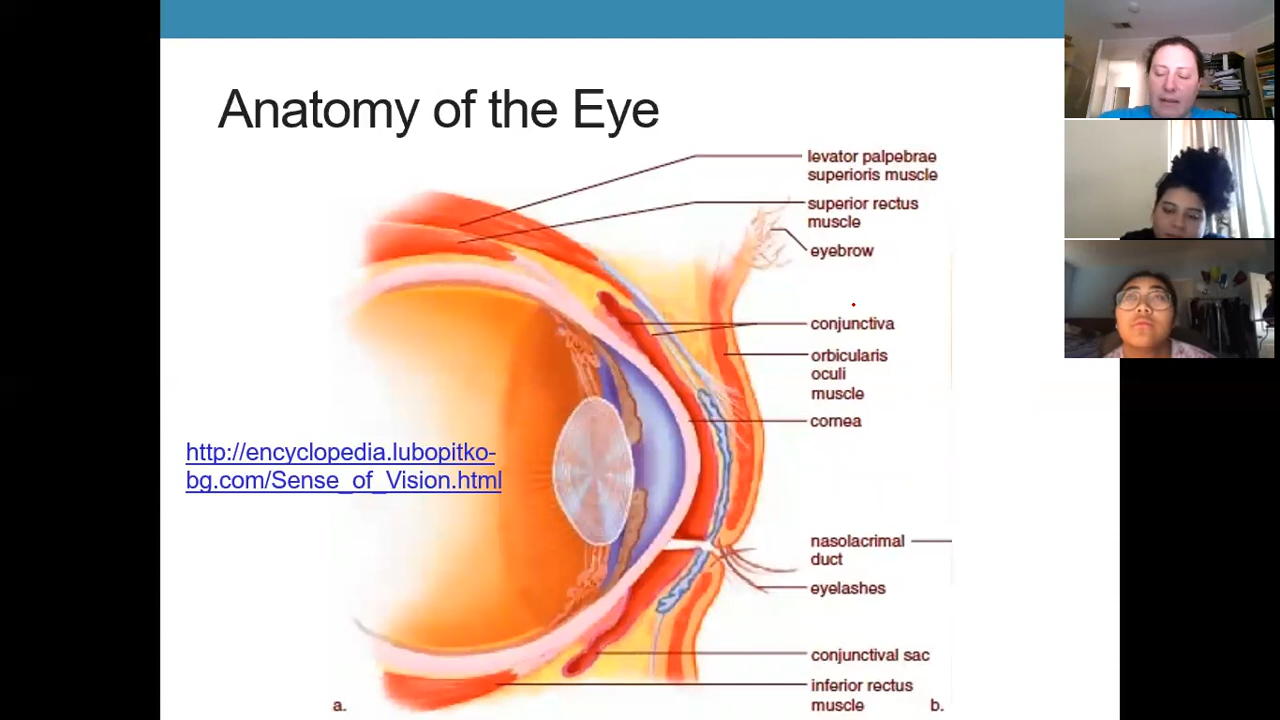 Anatomy of the Eye
levator palpebrae
superioris muscle
superior rectus
muscle
eyebrow
conjunctiva
orbicularis
oculi
muscle
cornea
http://encyclopedia.lubopitko-
bg.com/Sense_of_Vision.html
nasolacrimal
duct
eyelashes
conjunctival sac
inferior rectus
muscle
a.
b.